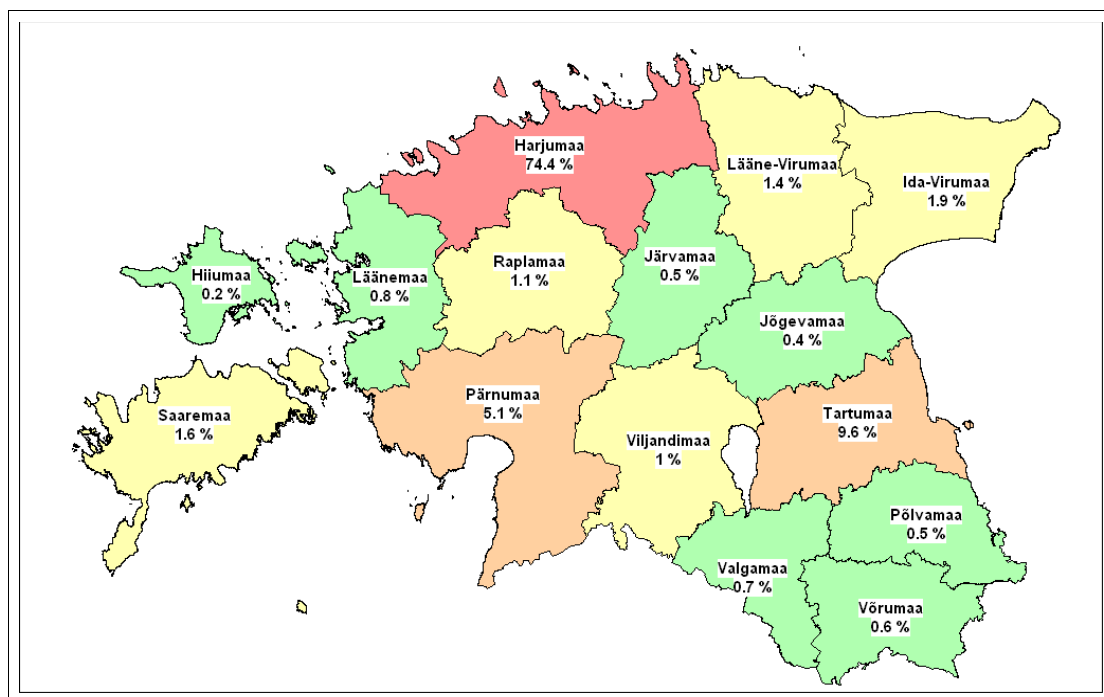 Harjumaa
74.4 %
Lääne-Virumaa
1.4 %
Ida-Virumaa
1.9 %
Hiiumaa
0.2 %
Läänemaa
0.8 %
Raplamaa
1.1 %
Järvamaa
0.5 %
Jõgevamaa
0.4 %
Saaremaa
1.6 %
Pärnumaa
5.1 %
Viljandimaa
1 %
Tartumaa
9.6 %
Põlvamaa
0.5 %
Valgamaa
0.7 %
Võrumaa
0.6 %